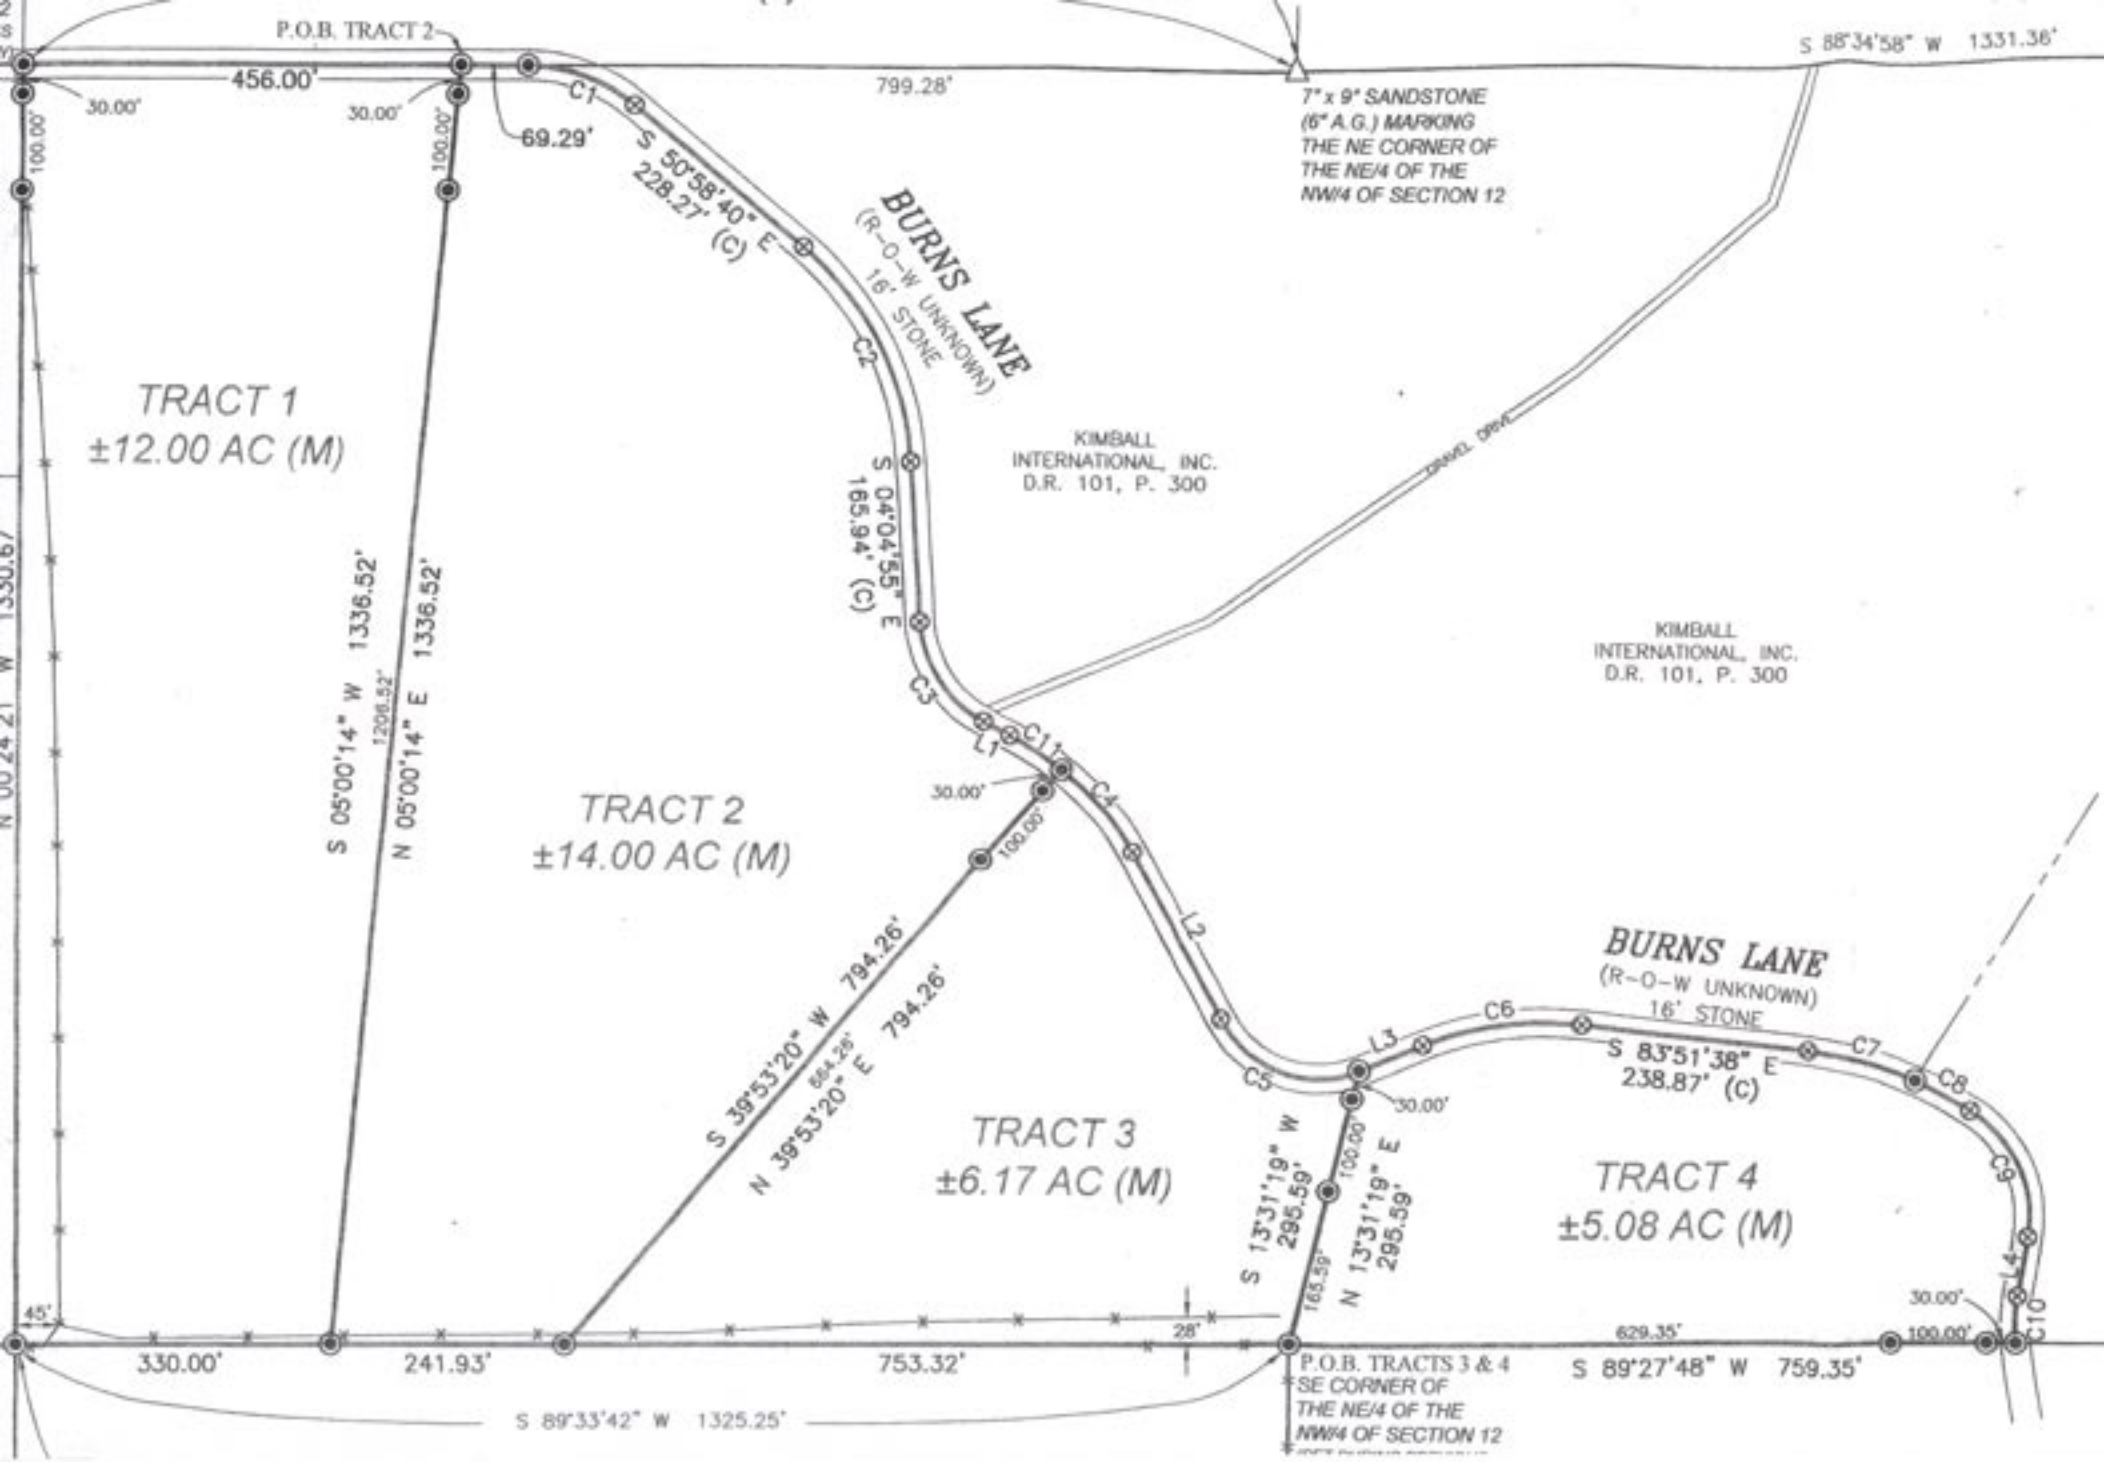 P.O.B. TRACT 2
S 88°34'58" W 1331.36'
456.00'
30.00'
30.00'
100.00'
100.00'
69.29'
C1
799.28'
7" x 9" SANDSTONE
(6" A.G.) MARKING
THE NE CORNER OF
THE NE/4 OF THE
NW/4 OF SECTION 12
S 50°58'40" E
228.27' (C)
BURNS LANE
(R-O-W UNKNOWN)
16' STONE
C2
TRACT 1
±12.00 AC (M)
KIMBALL
INTERNATIONAL, INC.
D.R. 101, P. 300
GRAVEL DRIVE
S 04°04'55" E
165.94' (C)
N 00 24 21 W 1330.67
S 05°00'14" W 1336.52'
1206.52'
N 05°00'14" E 1336.52'
KIMBALL
INTERNATIONAL, INC.
D.R. 101, P. 300
C3
L1
C11
30.00'
C4
100.00'
TRACT 2
±14.00 AC (M)
L2
S 39°53'20" W 794.26'
664.26'
N 39°53'20" E 794.26'
BURNS LANE
(R-O-W UNKNOWN)
16' STONE
C5
L3
C6
S 83°51'38" E
238.87' (C)
C7
C8
C9
L4
C10
30.00'
100.00'
TRACT 3
±6.17 AC (M)
S 13°31'19" W
295.59'
165.59'
N 13°31'19" E
295.59'
TRACT 4
±5.08 AC (M)
30.00'
100.00'
629.35'
45'
28'
330.00'
241.93'
753.32'
P.O.B. TRACTS 3 & 4
SE CORNER OF
THE NE/4 OF THE
NW/4 OF SECTION 12
S 89°27'48" W 759.35'
S 89°33'42" W 1325.25'